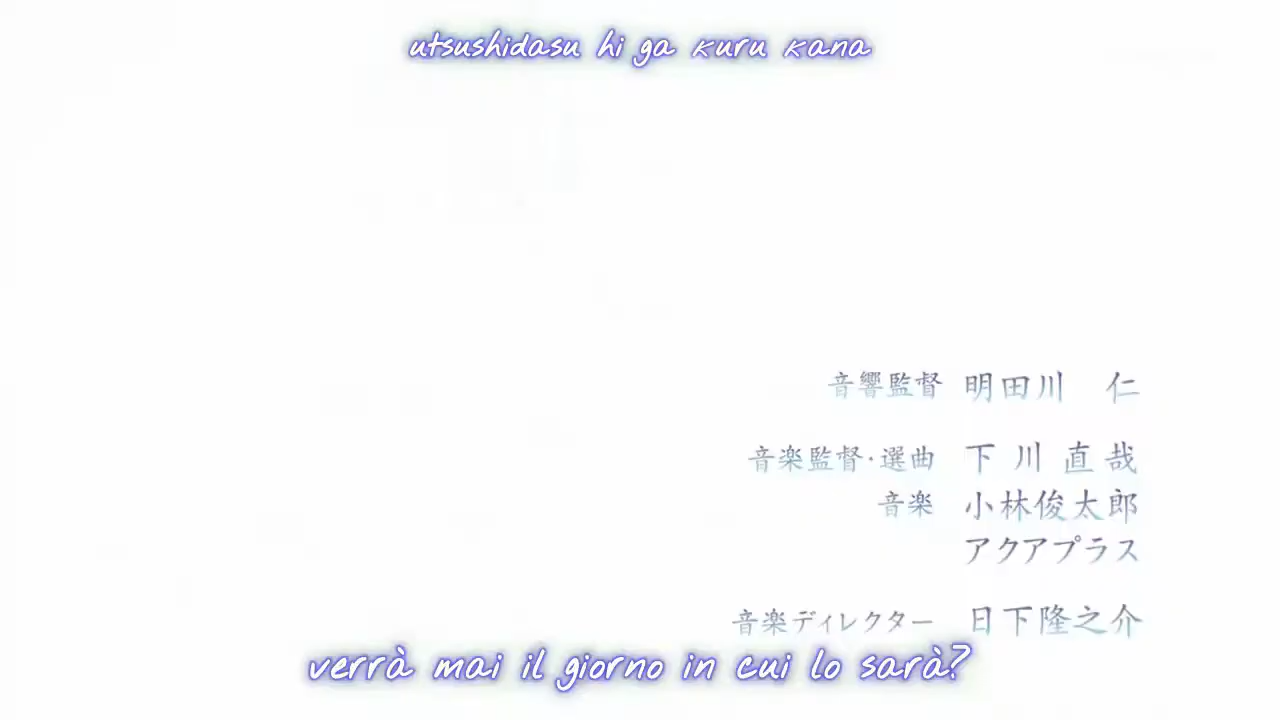 utsushidasu hi ga kuru kana
音響監督 明田川 仁
音楽監督・選曲 下川直哉
音楽 小林俊太郎
アクアプラス
音楽ディレクター 日下隆之介
verrà mai il giorno in cui lo sarà?